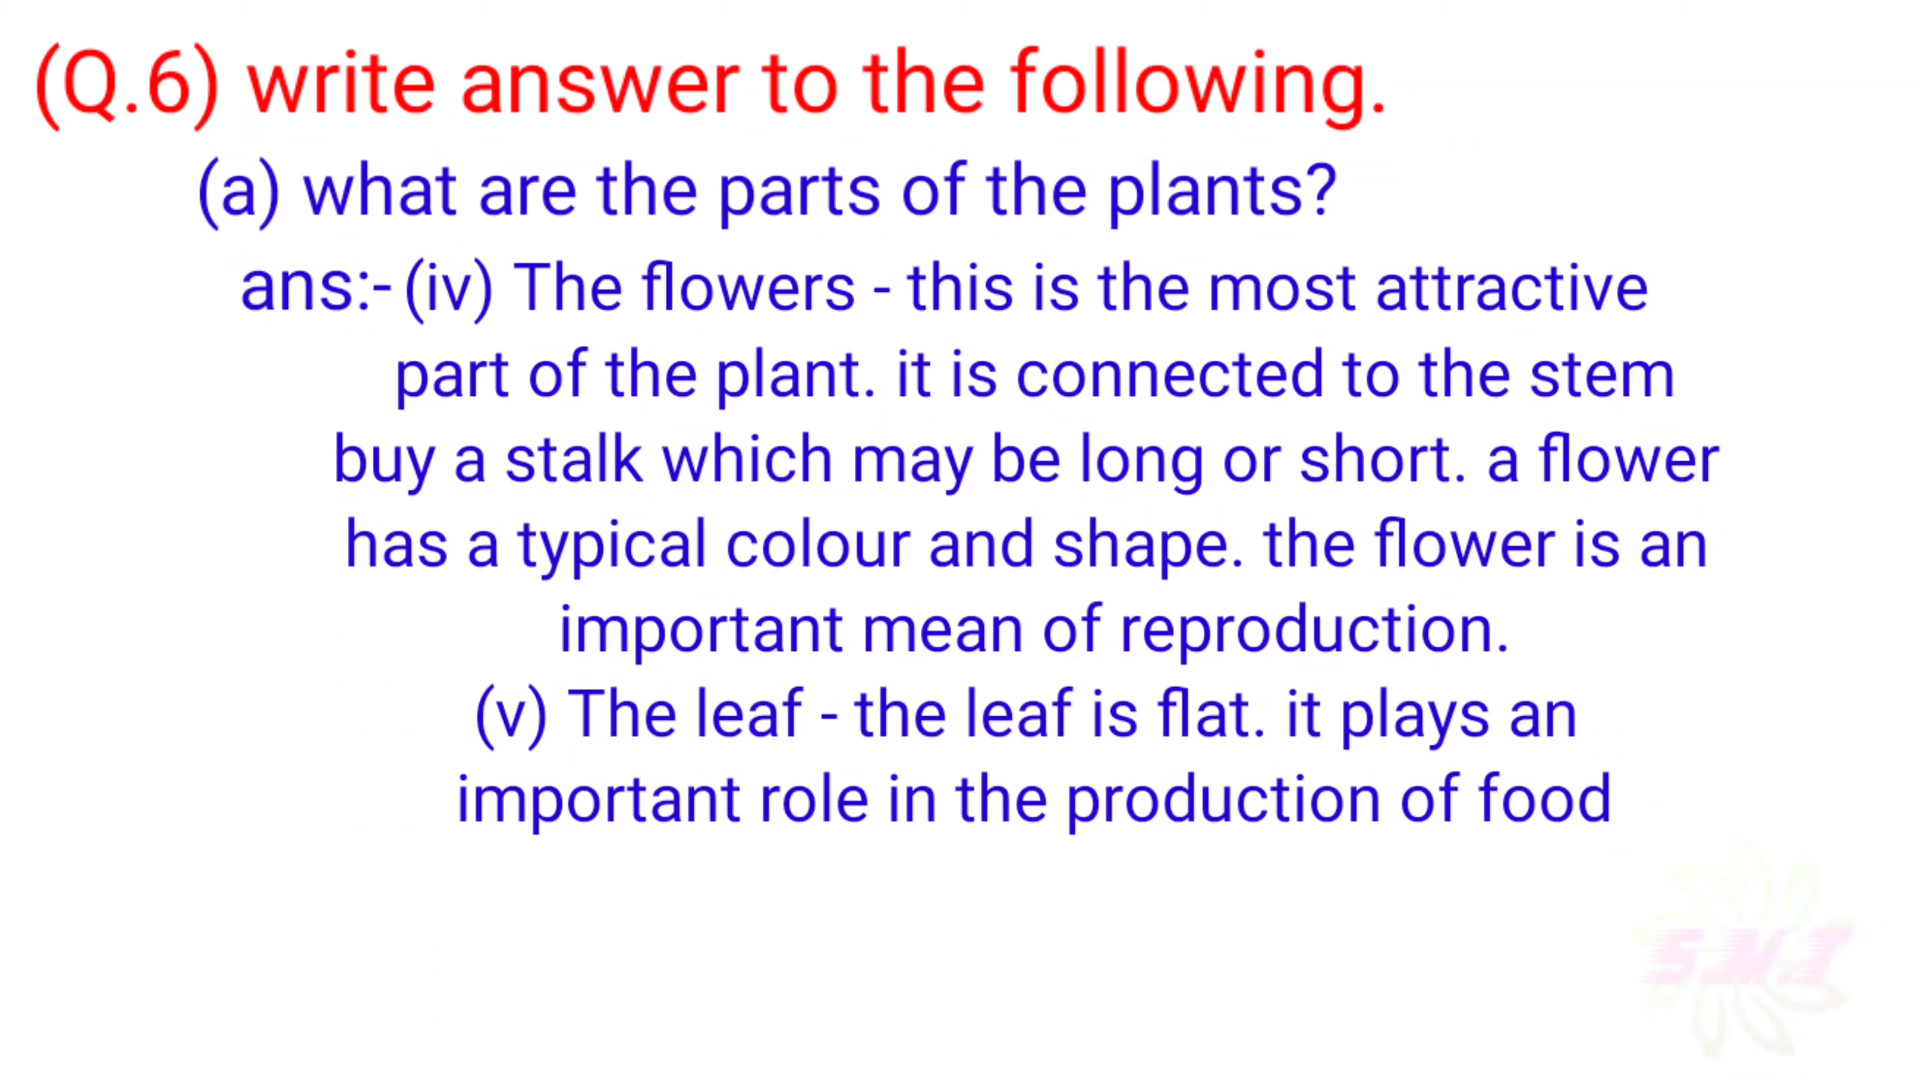 (Q.6) write answer to the following.
(a) what are the parts of the plants?
ans:- (iv) The flowers - this is the most attractive
part of the plant. it is connected to the stem
buy a stalk which may be long or short. a flower
has a typical colour and shape. the flower is an
important mean of reproduction.
(v) The leaf - the leaf is flat. it plays an
important role in the production of food
SMI